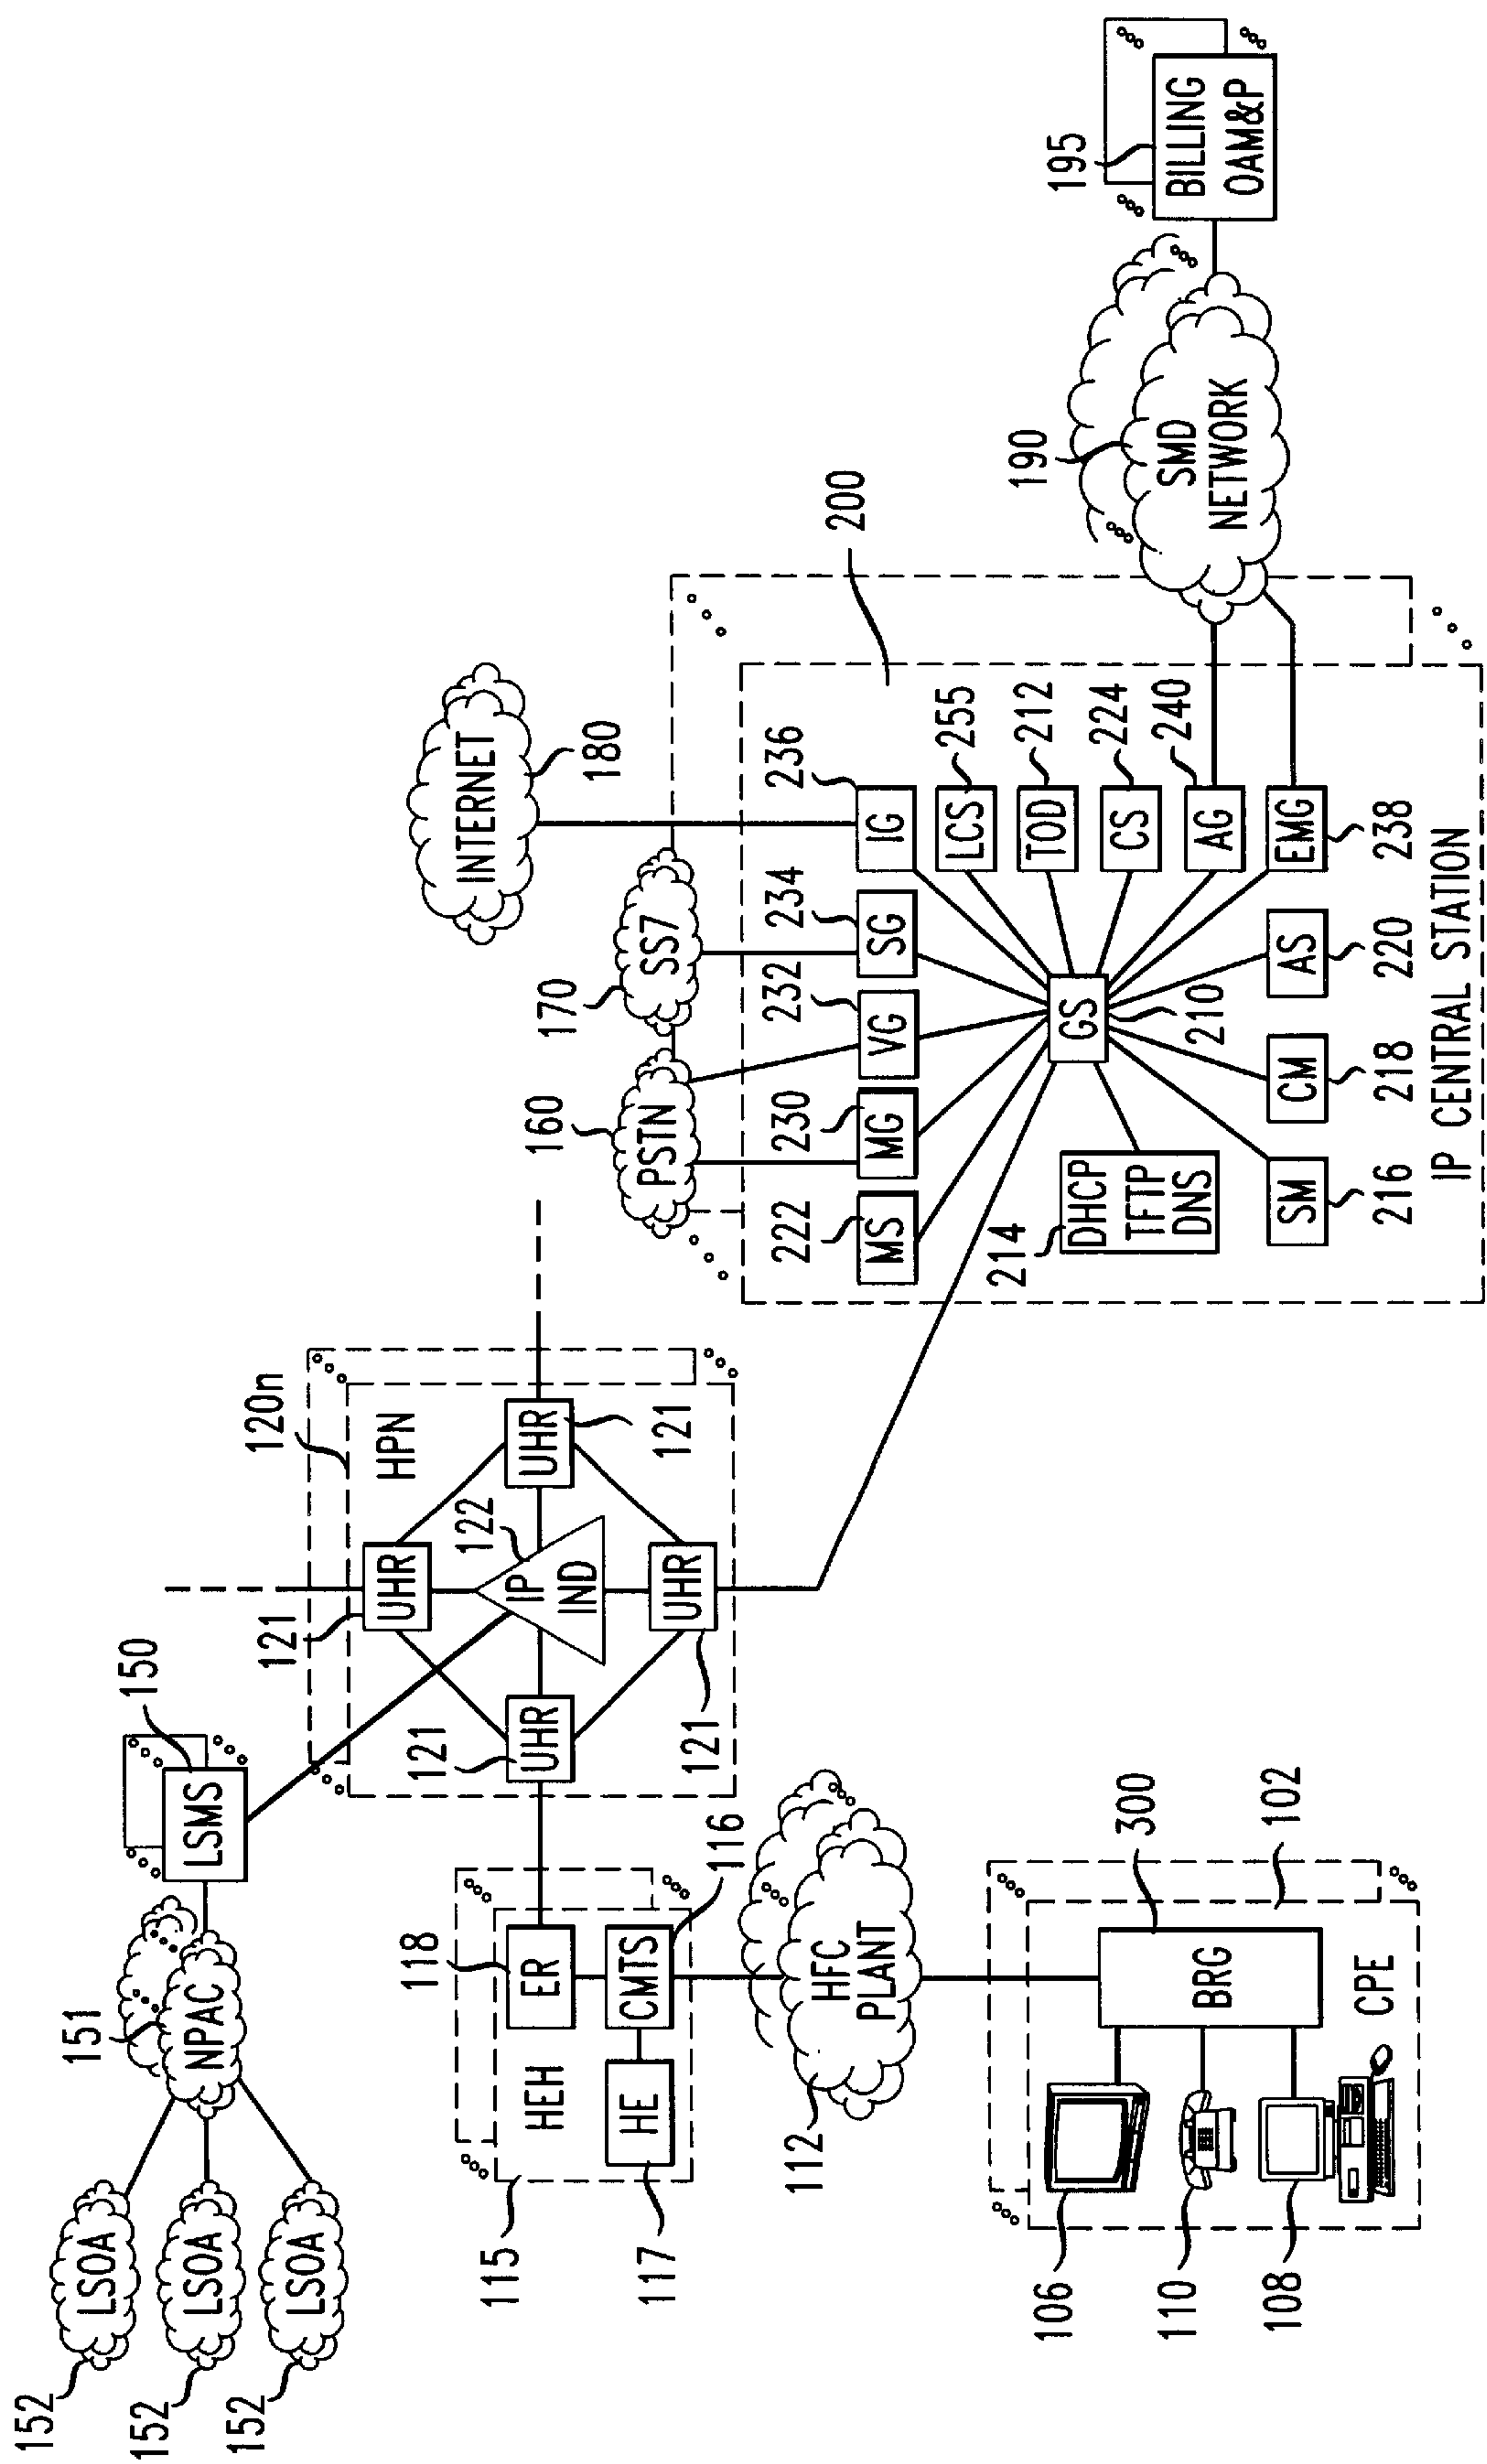 152
LSOA
152
LSOA
152
LSOA
151
NPAC
150
LSMS
115
HEH
118
ER
117
HE
CMTS
116
112
HFC
PLANT
106
110
108
300
BRG
CPE
102
120n
HPN
121
UHR
121
UHR
122
IP
IND
UHR
121
UHR
121
160
PSTN
170
SS7
INTERNET
180
200
222
MS
230
MG
232
VG
234
SG
236
IG
LCS
255
TOD
212
CS
224
AG
240
EMG
238
GS
210
214
DHCP
TFTP
DNS
SM
216
CM
218
AS
220
IP CENTRAL STATION
190
SMD
NETWORK
195
BILLING
OAM&P